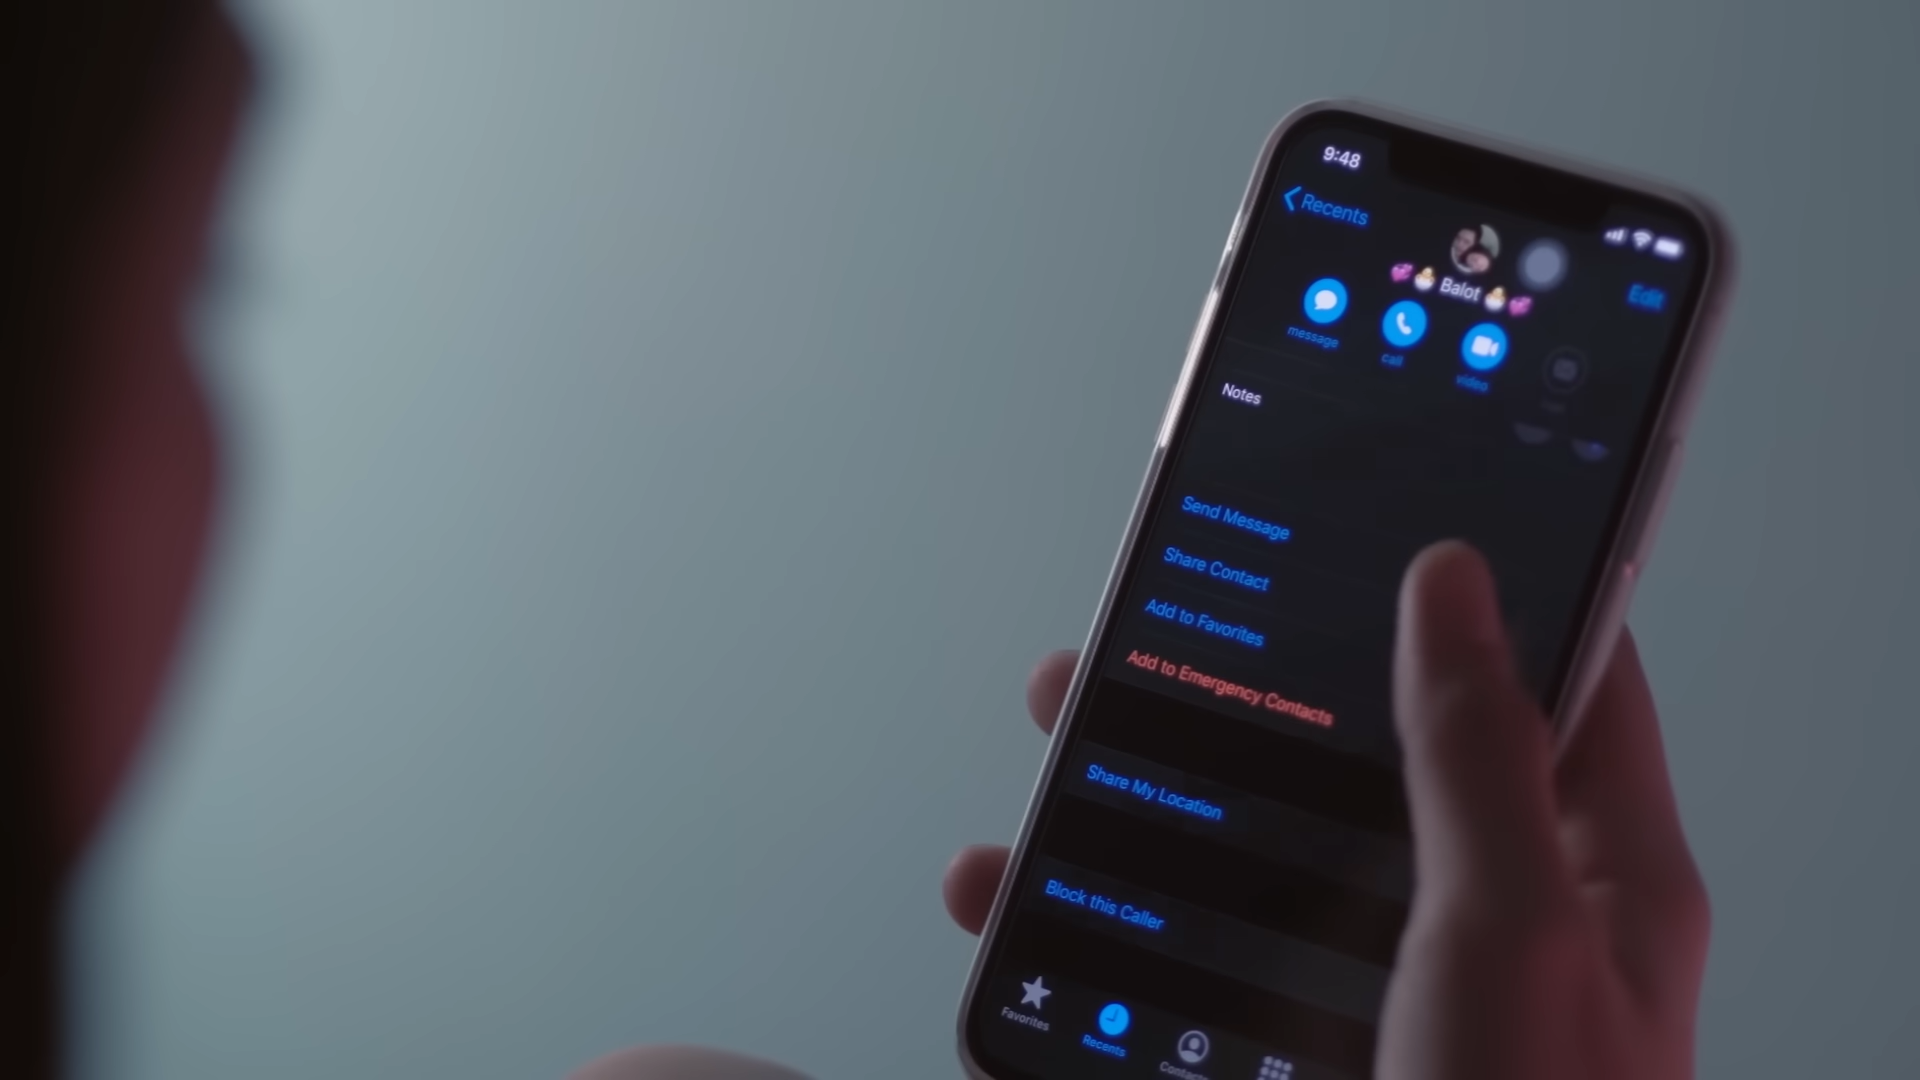 9:48
Recents
Edit
💞🐣 Balot 🐣💞
message
call
video
Notes
Send Message
Share Contact
Add to Favorites
Add to Emergency Contacts
Share My Location
Block this Caller
Favorites
Recents
Contacts